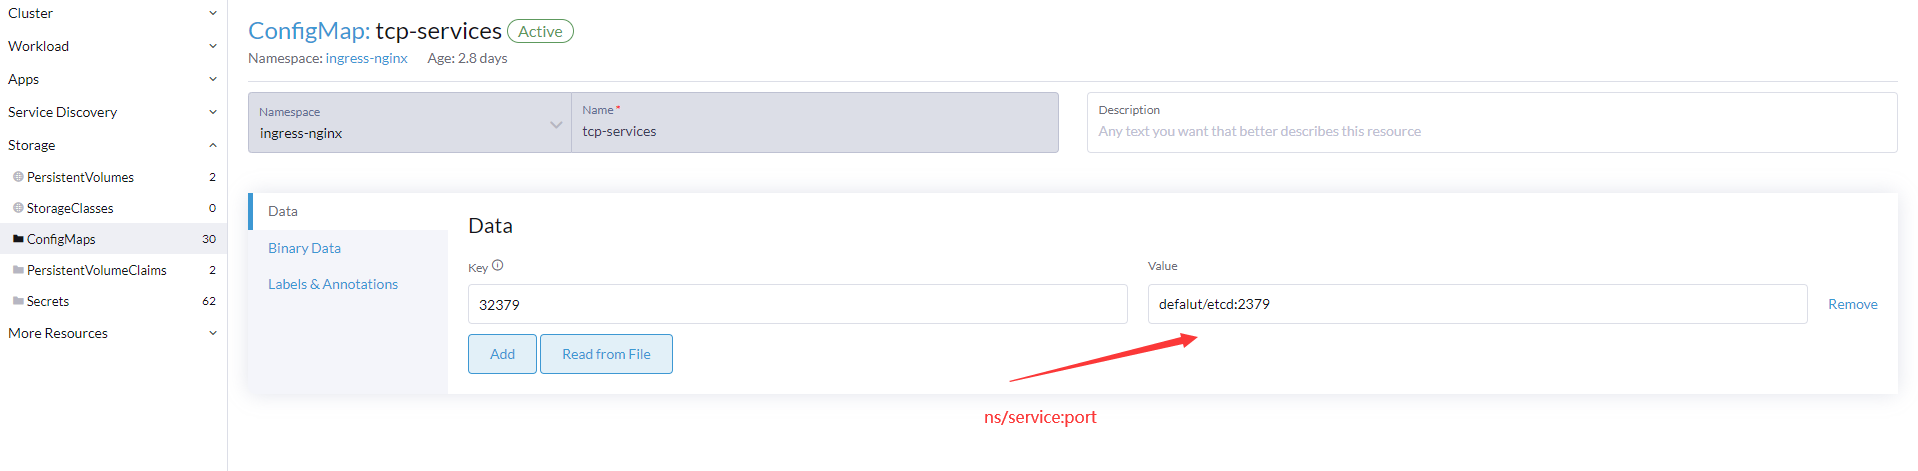 Cluster
Workload
Apps
Service Discovery
Storage
PersistentVolumes 2
StorageClasses 0
ConfigMaps 30
PersistentVolumeClaims 2
Secrets 62
More Resources
ConfigMap: tcp-services Active
Namespace: ingress-nginx Age: 2.8 days
Namespace
ingress-nginx
Name *
tcp-services
Description
Any text you want that better describes this resource
Data
Binary Data
Labels & Annotations
Data
Key
Value
32379
defalut/etcd:2379
Remove
Add
Read from File
ns/service:port